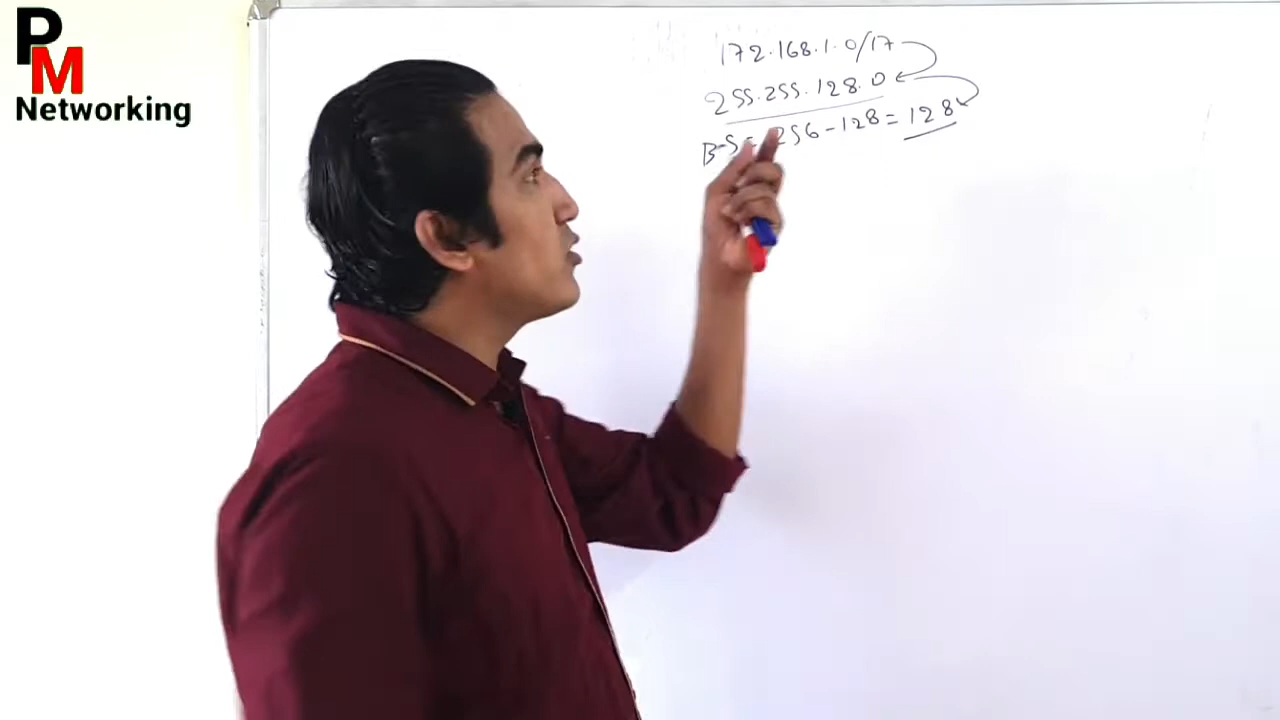 PM
Networking
172.168.1.0/17
255.255.128.0
B-S = 256-128 = 128